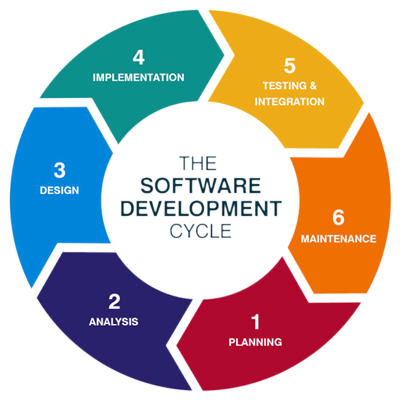 THE
SOFTWARE
DEVELOPMENT
CYCLE
1
PLANNING
2
ANALYSIS
3
DESIGN
4
IMPLEMENTATION
5
TESTING &
INTEGRATION
6
MAINTENANCE